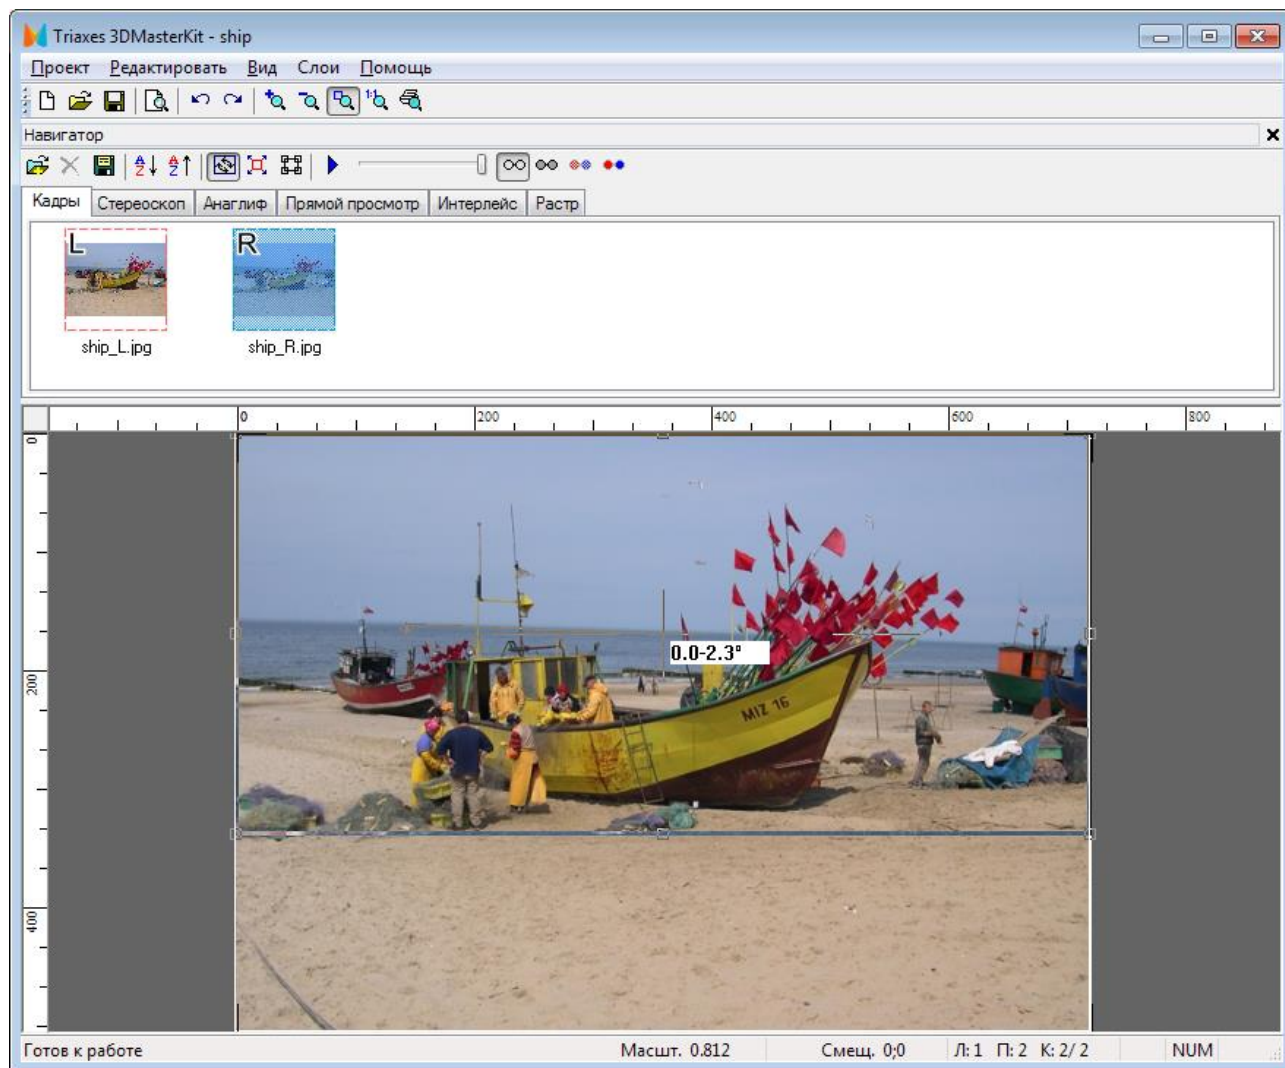 Triaxes 3DMasterKit - ship
Проект Редактировать Вид Слои Помощь
1:1
Навигатор
Кадры Стереоскоп Анаглиф Прямой просмотр Интерлейс Растр
L R
ship_L.jpg ship_R.jpg
0 200 400 600 800
0
0.0-2.3°
200
MIZ 16
400
Готов к работе Масшт. 0.812 Смещ. 0;0 Л: 1 П: 2 К: 2/ 2 NUM